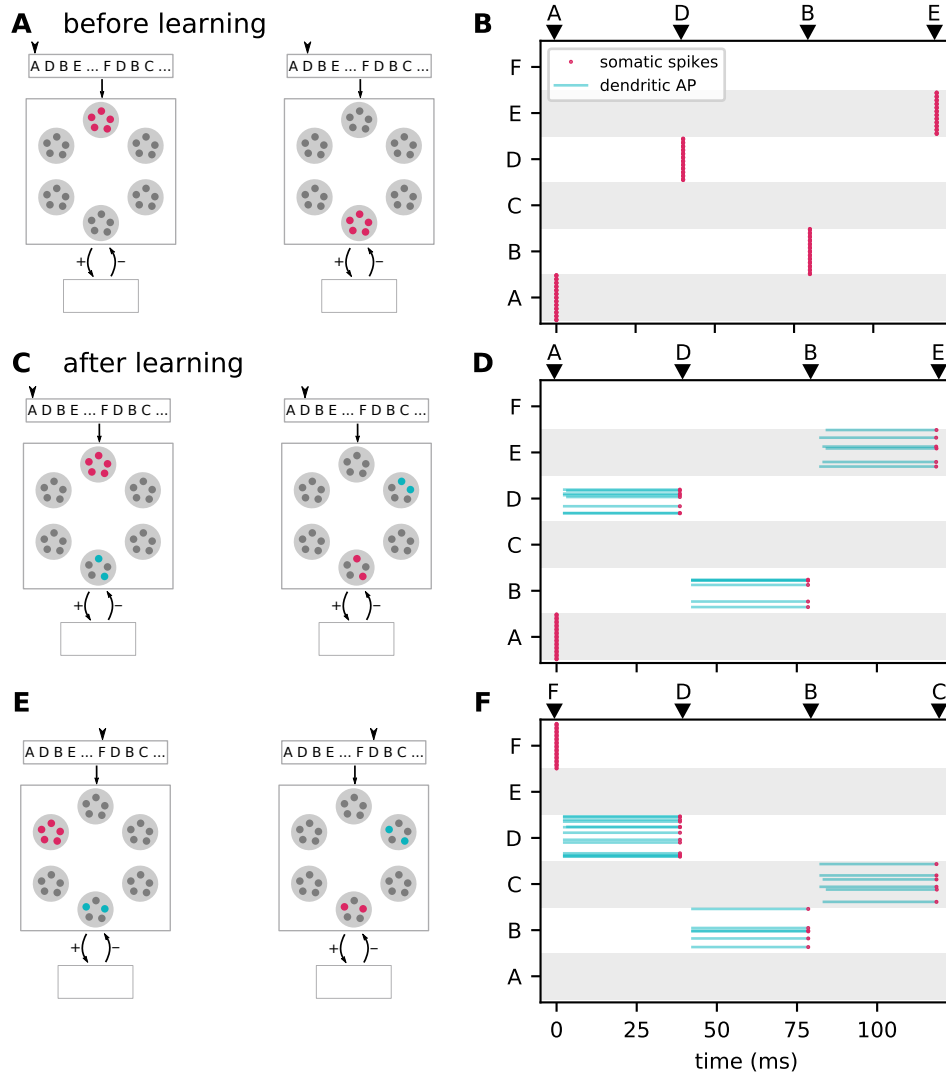 A before learning
A D B E ... F D B C ...
A D B E ... F D B C ...
+ −
+ −
B
A D B E
somatic spikes
dendritic AP
F
E
D
C
B
A
C after learning
A D B E ... F D B C ...
A D B E ... F D B C ...
+ −
+ −
D
A D B E
F
E
D
C
B
A
E
A D B E ... F D B C ...
A D B E ... F D B C ...
+ −
+ −
F
F D B C
F
E
D
C
B
A
0 25 50 75 100
time (ms)